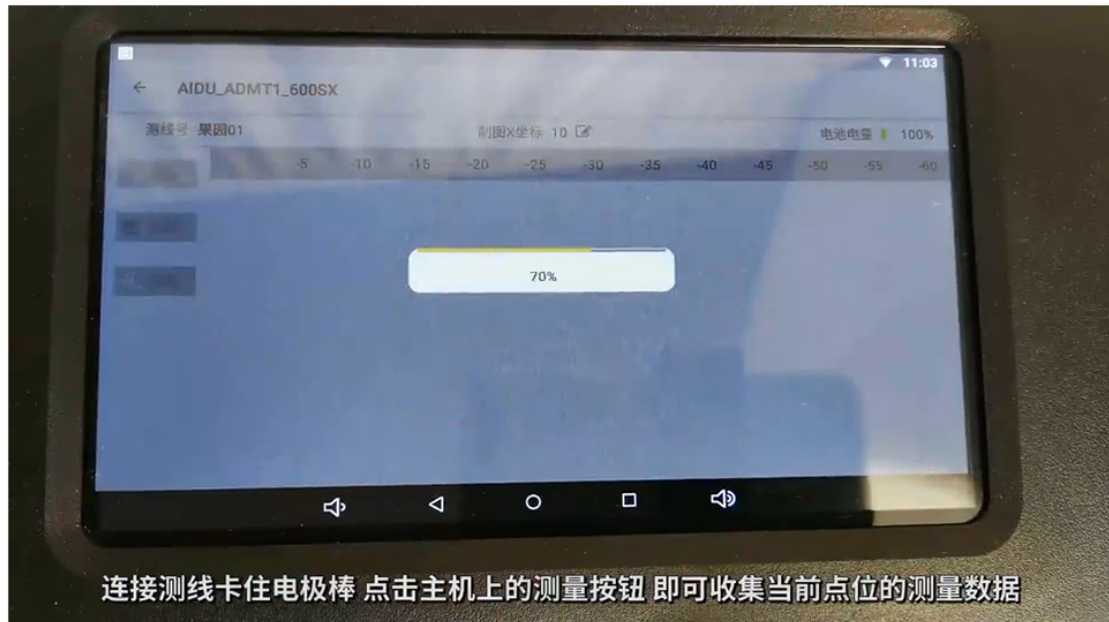 11:03
← AIDU_ADMT1_600SX
测线号 果园01 剖面X坐标 10 电池电量 100%
-5 -10 -15 -20 -25 -30 -35 -40 -45 -50 -55 -60
70%
连接测线卡住电极棒 点击主机上的测量按钮 即可收集当前点位的测量数据